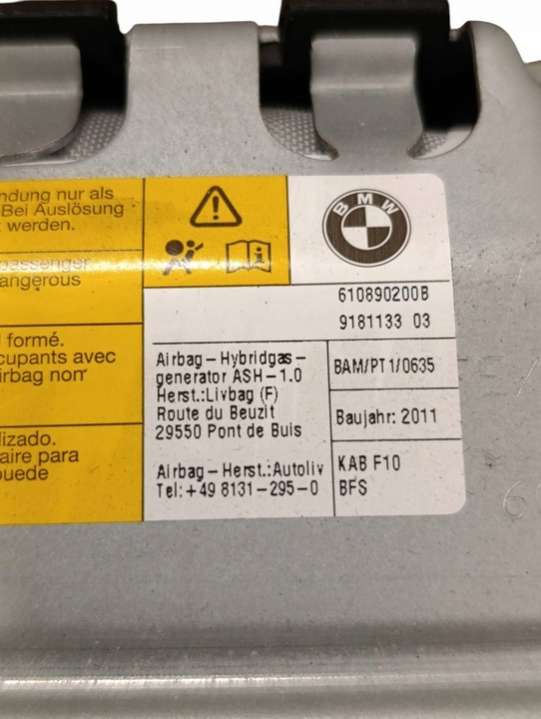 ndung nur als
Bei Auslösung
t werden.
passenger
angerous
l formé.
cupants avec
irbag non
lizado.
aire para
puede
BMW
610890200B
9181133 03
Airbag-Hybridgas-
generator ASH-1.0
Herst.:Livbag (F)
Route du Beuzit
29550 Pont de Buis
Airbag-Herst.:Autoliv
Tel:+49 8131-295-0
BAM/PT1/0635
Baujahr: 2011
KAB F10
BFS